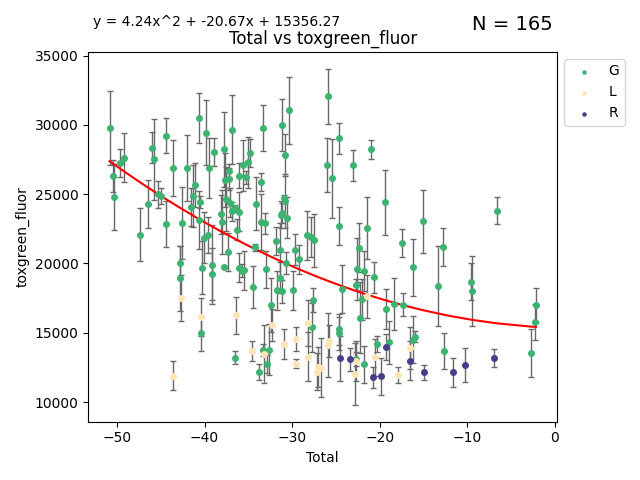 y = 4.24x^2 + -20.67x + 15356.27
N = 165
Total vs toxgreen_fluor
35000
30000
25000
20000
15000
10000
toxgreen_fluor
−50
−40
−30
−20
−10
0
Total
G
L
R